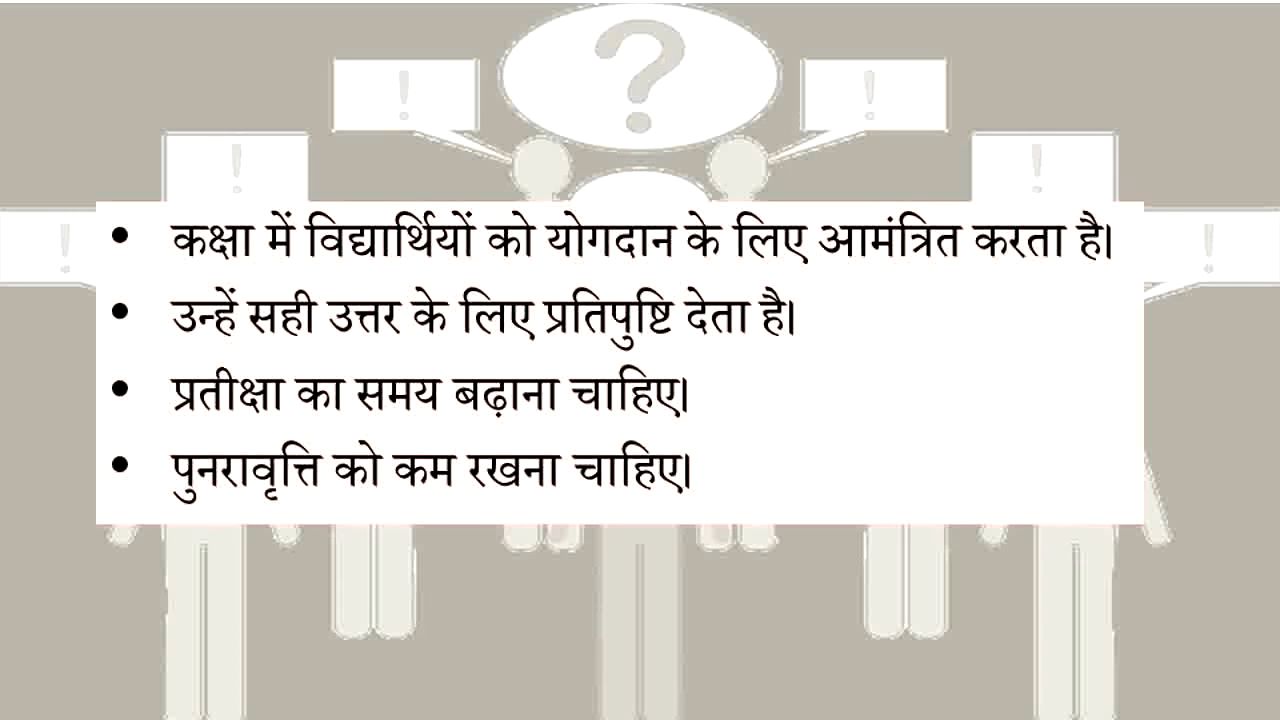 ?
!
!
!
!
!
!
• कक्षा में विद्यार्थियों को योगदान के लिए आमंत्रित करता है।
• उन्हें सही उत्तर के लिए प्रतिपुष्टि देता है।
• प्रतीक्षा का समय बढ़ाना चाहिए।
• पुनरावृत्ति को कम रखना चाहिए।